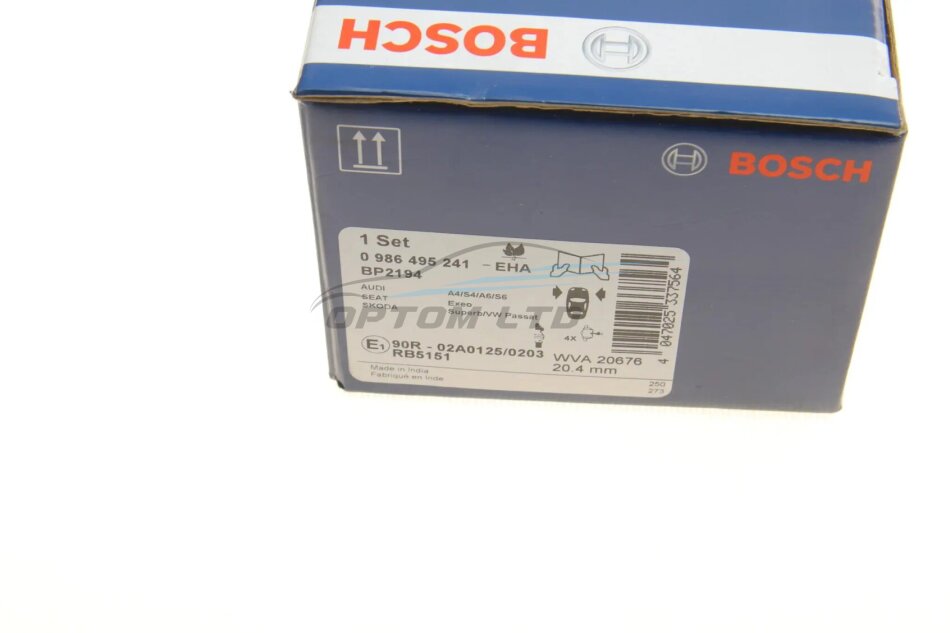 BOSCH
BOSCH
1 Set
0 986 495 241 - EHA
BP2194
AUDI A4/S4/A6/S6
SEAT Exeo
SKODA Superb/VW Passat
OPTOM LTD
4X
E1 90R - 02A0125/0203 WVA 20676
RB5151 20.4 mm
Made in India
Fabriqué en Inde
250
273
4 047025 337564